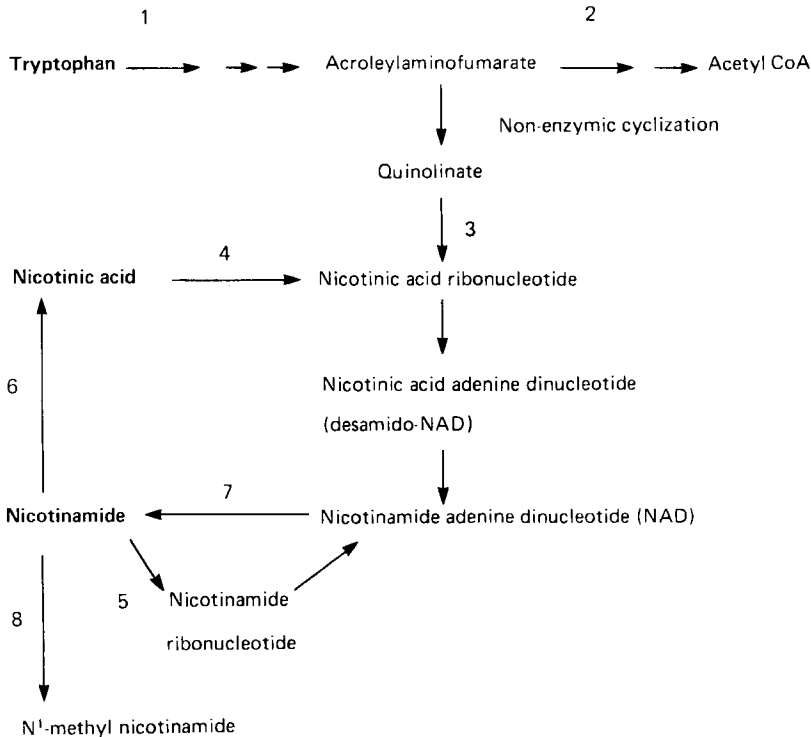 1
2
Tryptophan
Acroleylaminofumarate
Acetyl CoA
Non-enzymic cyclization
Quinolinate
3
4
Nicotinic acid
Nicotinic acid ribonucleotide
6
Nicotinic acid adenine dinucleotide
(desamido-NAD)
7
Nicotinamide
Nicotinamide adenine dinucleotide (NAD)
5
Nicotinamide
ribonucleotide
8
N¹-methyl nicotinamide